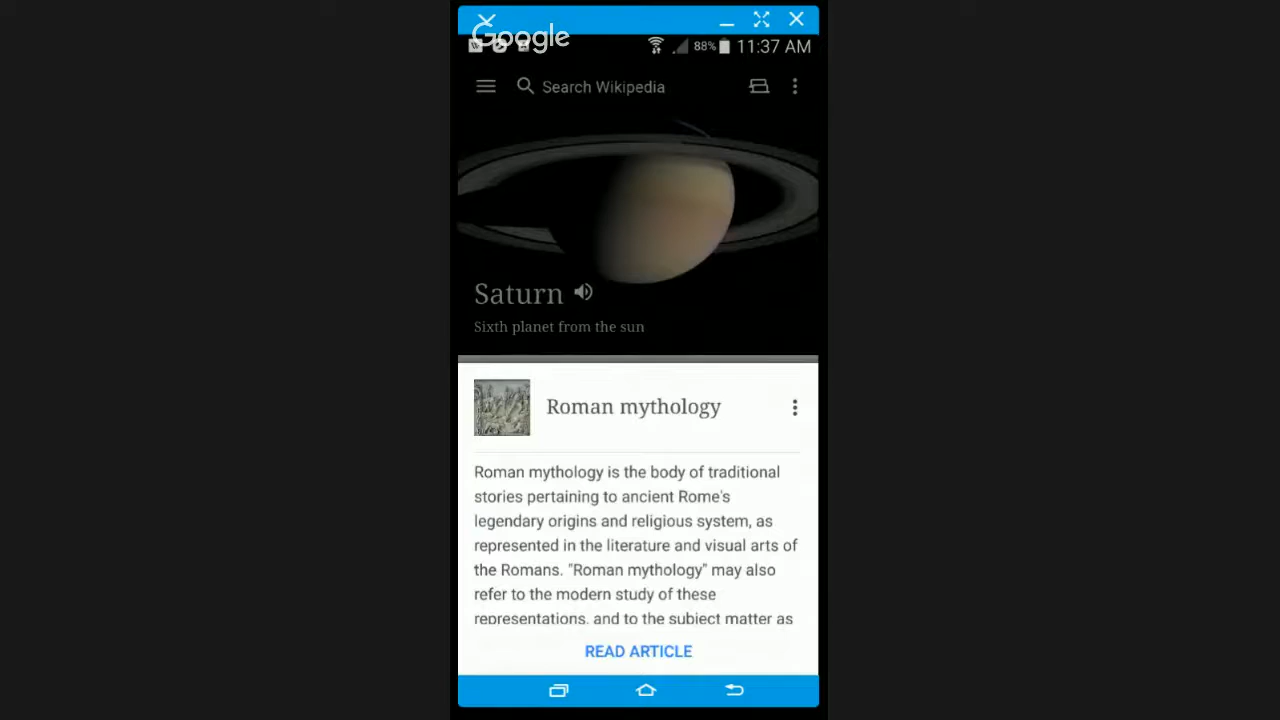 Google
88% 11:37 AM
Search Wikipedia
Saturn
Sixth planet from the sun
Roman mythology
Roman mythology is the body of traditional
stories pertaining to ancient Rome's
legendary origins and religious system, as
represented in the literature and visual arts of
the Romans. "Roman mythology" may also
refer to the modern study of these
representations, and to the subject matter as
READ ARTICLE